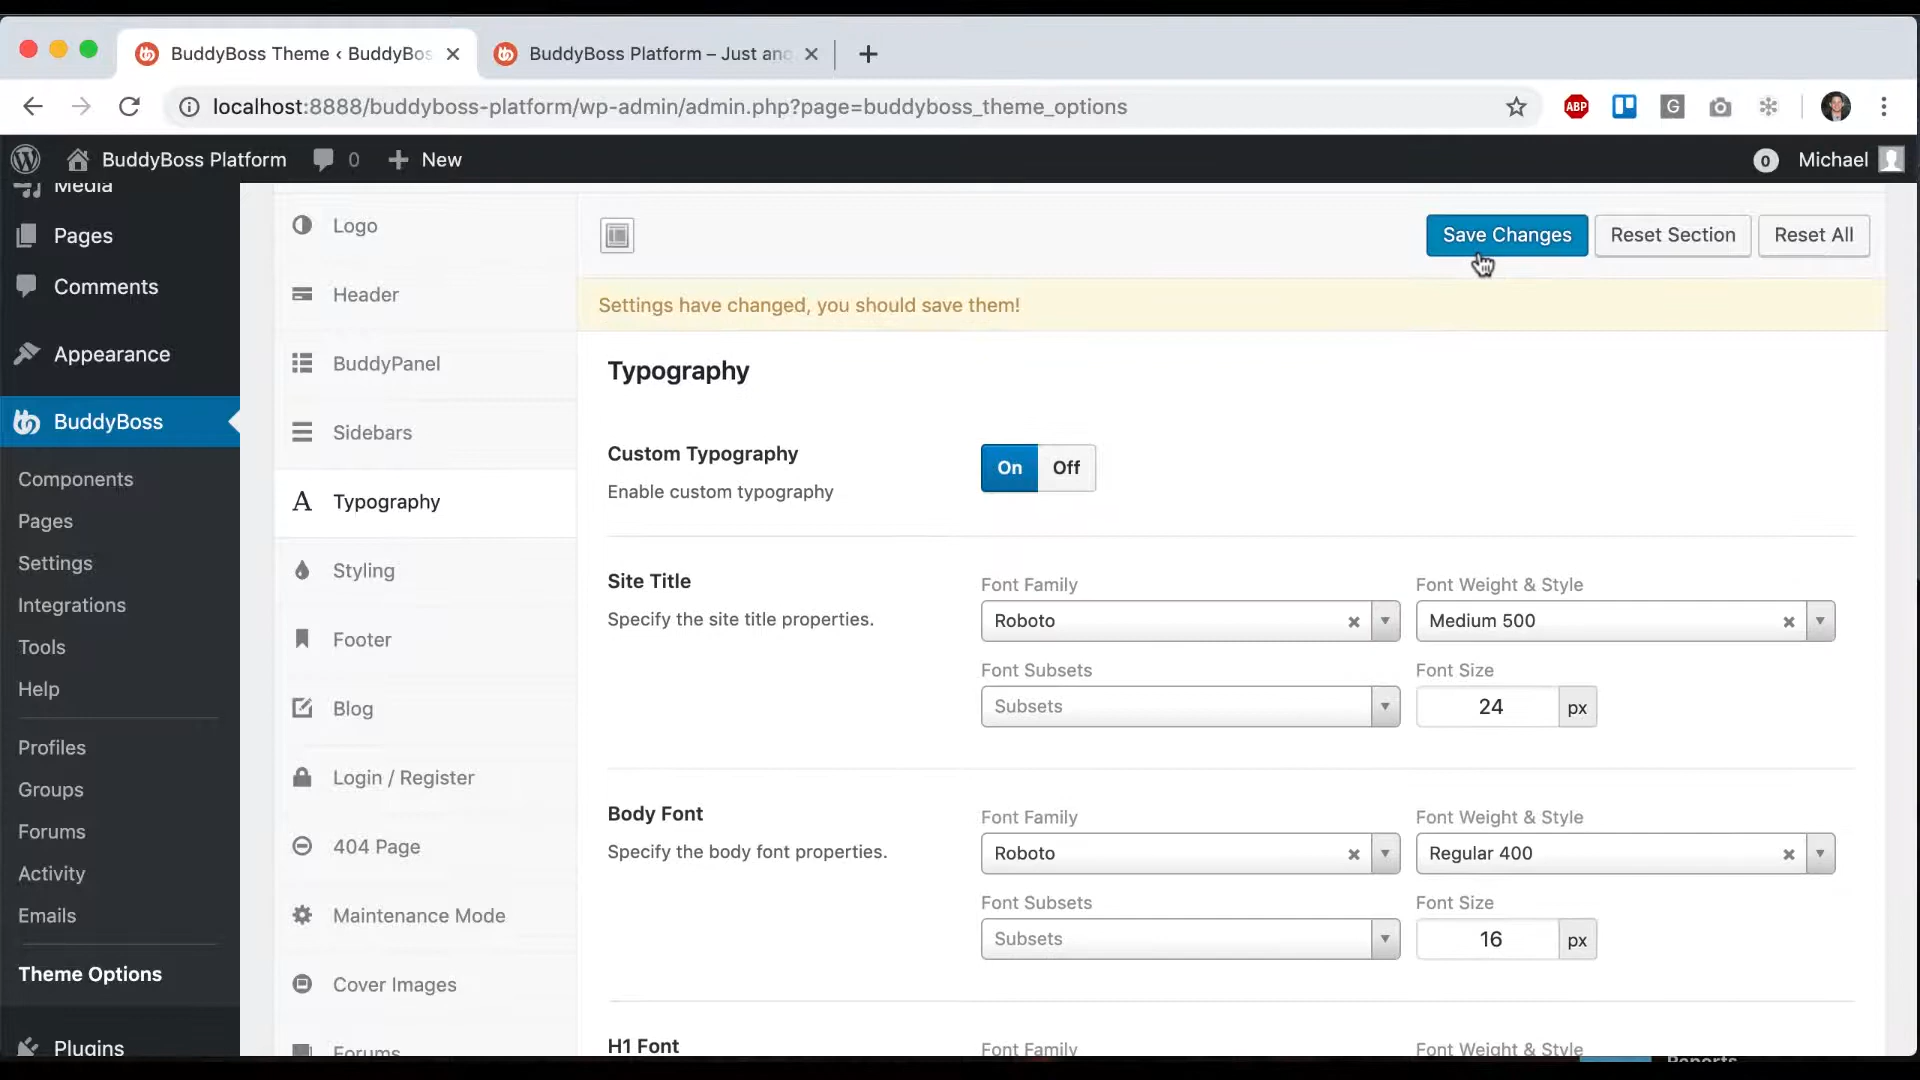 BuddyBoss Theme ‹ BuddyBos
BuddyBoss Platform – Just an
localhost:8888/buddyboss-platform/wp-admin/admin.php?page=buddyboss_theme_options
ABP
G
BuddyBoss Platform
0
New
0
Michael
Media
Pages
Comments
Appearance
BuddyBoss
Components
Pages
Settings
Integrations
Tools
Help
Profiles
Groups
Forums
Activity
Emails
Theme Options
Plugins
Logo
Header
BuddyPanel
Sidebars
A Typography
Styling
Footer
Blog
Login / Register
404 Page
Maintenance Mode
Cover Images
Forums
Save Changes
Reset Section
Reset All
Settings have changed, you should save them!
Typography
Custom Typography
Enable custom typography
On Off
Site Title
Specify the site title properties.
Font Family
Roboto
Font Weight & Style
Medium 500
Font Subsets
Subsets
Font Size
24 px
Body Font
Specify the body font properties.
Font Family
Roboto
Font Weight & Style
Regular 400
Font Subsets
Subsets
Font Size
16 px
H1 Font
Font Family
Font Weight & Style
Reports